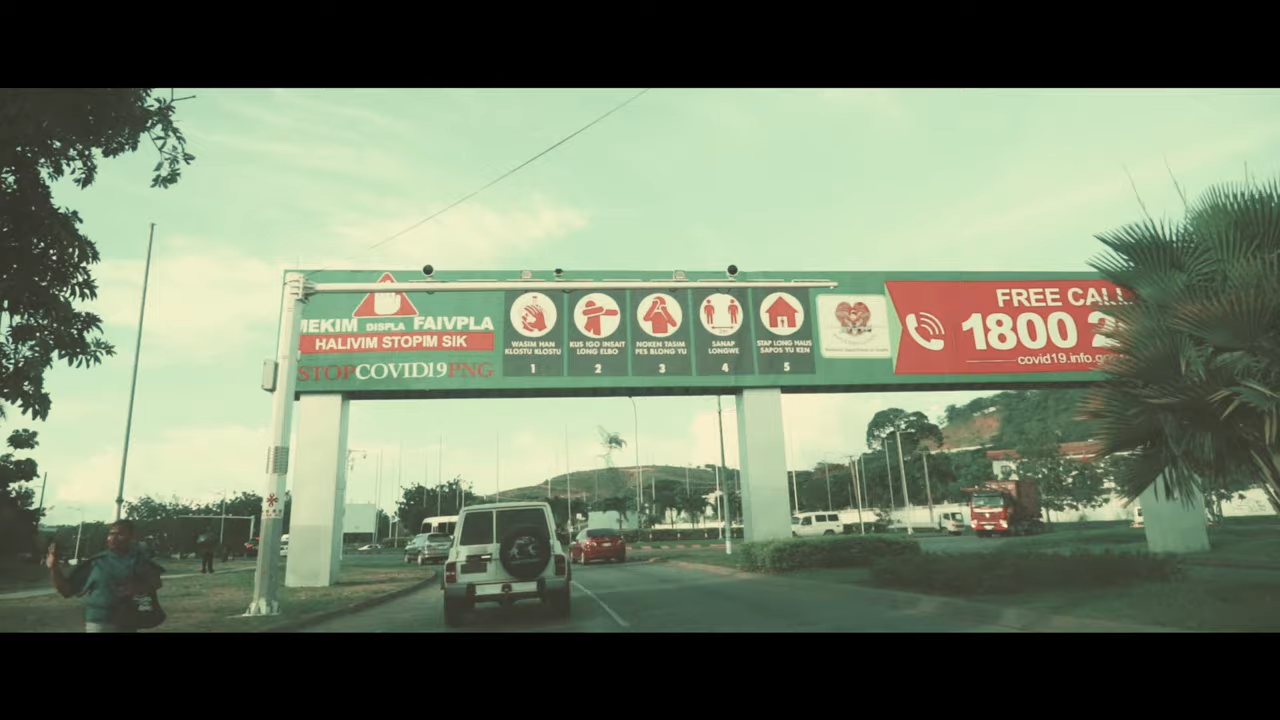 MEKIM DISPLA FAIVPLA
HALIVIM STOPIM SIK
STOPCOVID19PNG
WASIM HAN
KLOSTU KLOSTU
1
KUS IGO INSAIT
LONG ELBO
2
NOKEN TASIM
PES BLONG YU
3
SANAP
LONGWE
4
STAP LONG HAUS
SAPOS YU KEN
5
FREE CALL
1800 2
covid19.info.go